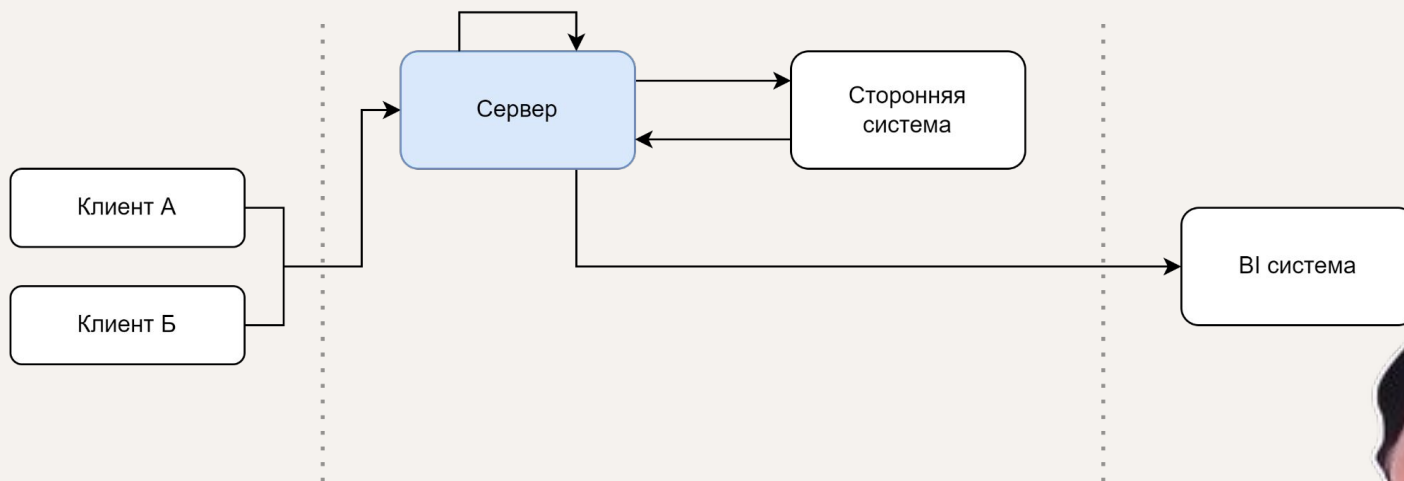 Сервер
Сторонняя
система
Клиент А
Клиент Б
BI система